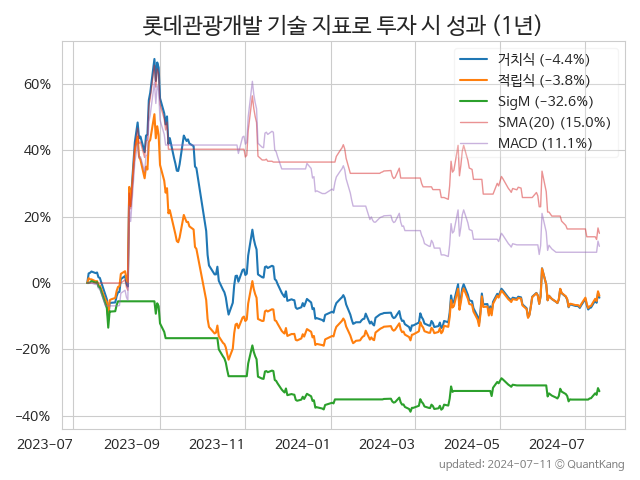 롯데관광개발 기술 지표로 투자 시 성과 (1년)
거치식 (-4.4%)
적립식 (-3.8%)
SigM (-32.6%)
SMA(20) (15.0%)
MACD (11.1%)
60%
40%
20%
0%
−20%
−40%
2023-07
2023-09
2023-11
2024-01
2024-03
2024-05
2024-07
updated: 2024-07-11 © QuantKang